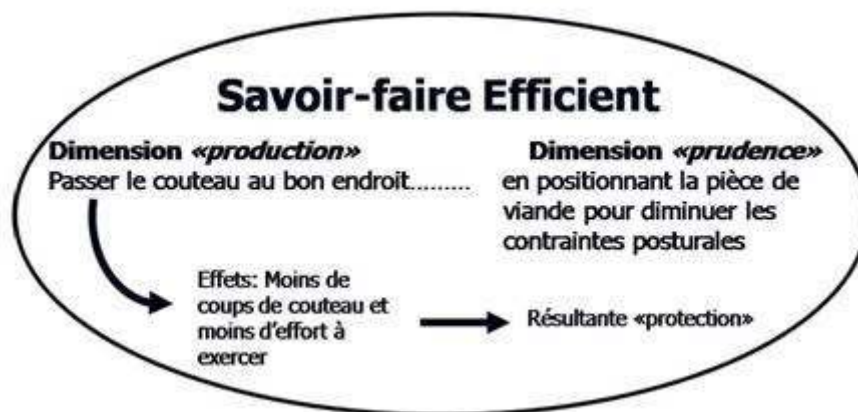 Savoir-faire Efficient
Dimension «production»
Passer le couteau au bon endroit.........
Dimension «prudence»
en positionnant la pièce de
viande pour diminuer les
contraintes posturales
Effets: Moins de
coups de couteau et
moins d'effort à
exercer
Résultante «protection»